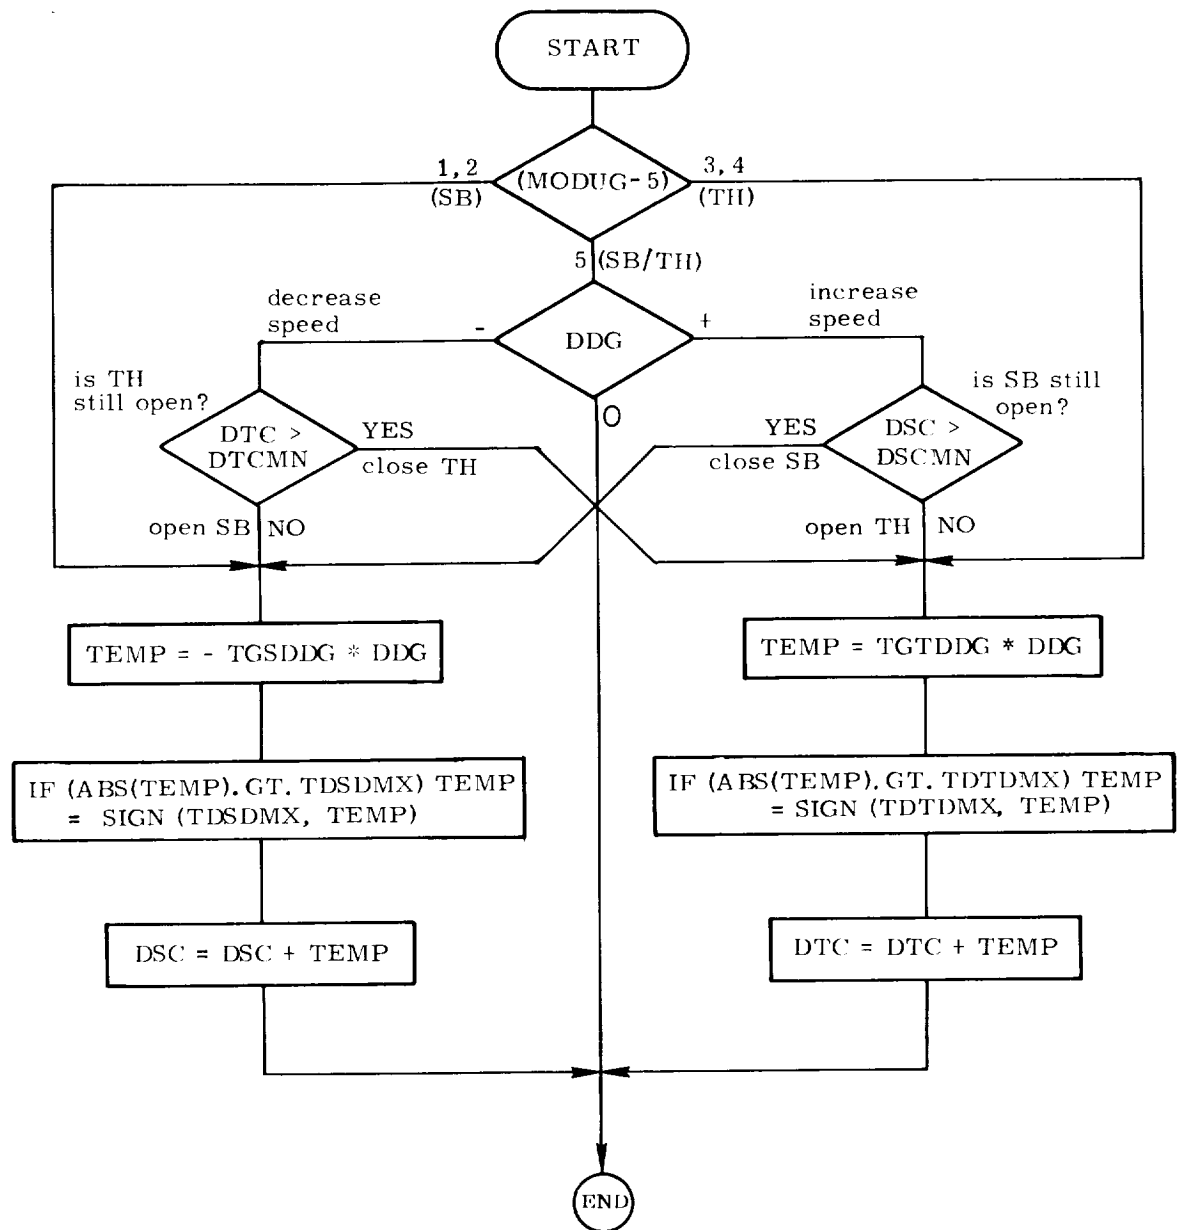 START
1, 2
(SB)
(MODUG-5)
3, 4
(TH)
5 (SB/TH)
decrease
speed
-
DDG
+
increase
speed
0
is TH
still open?
DTC >
DTCMN
YES
close TH
YES
close SB
DSC >
DSCMN
is SB still
open?
open SB NO
open TH NO
TEMP = - TGSDDG * DDG
TEMP = TGTDDG * DDG
IF (ABS(TEMP).GT. TDSDMX) TEMP
= SIGN (TDSDMX, TEMP)
IF (ABS(TEMP).GT. TDTDMX) TEMP
= SIGN (TDTDMX, TEMP)
DSC = DSC + TEMP
DTC = DTC + TEMP
END